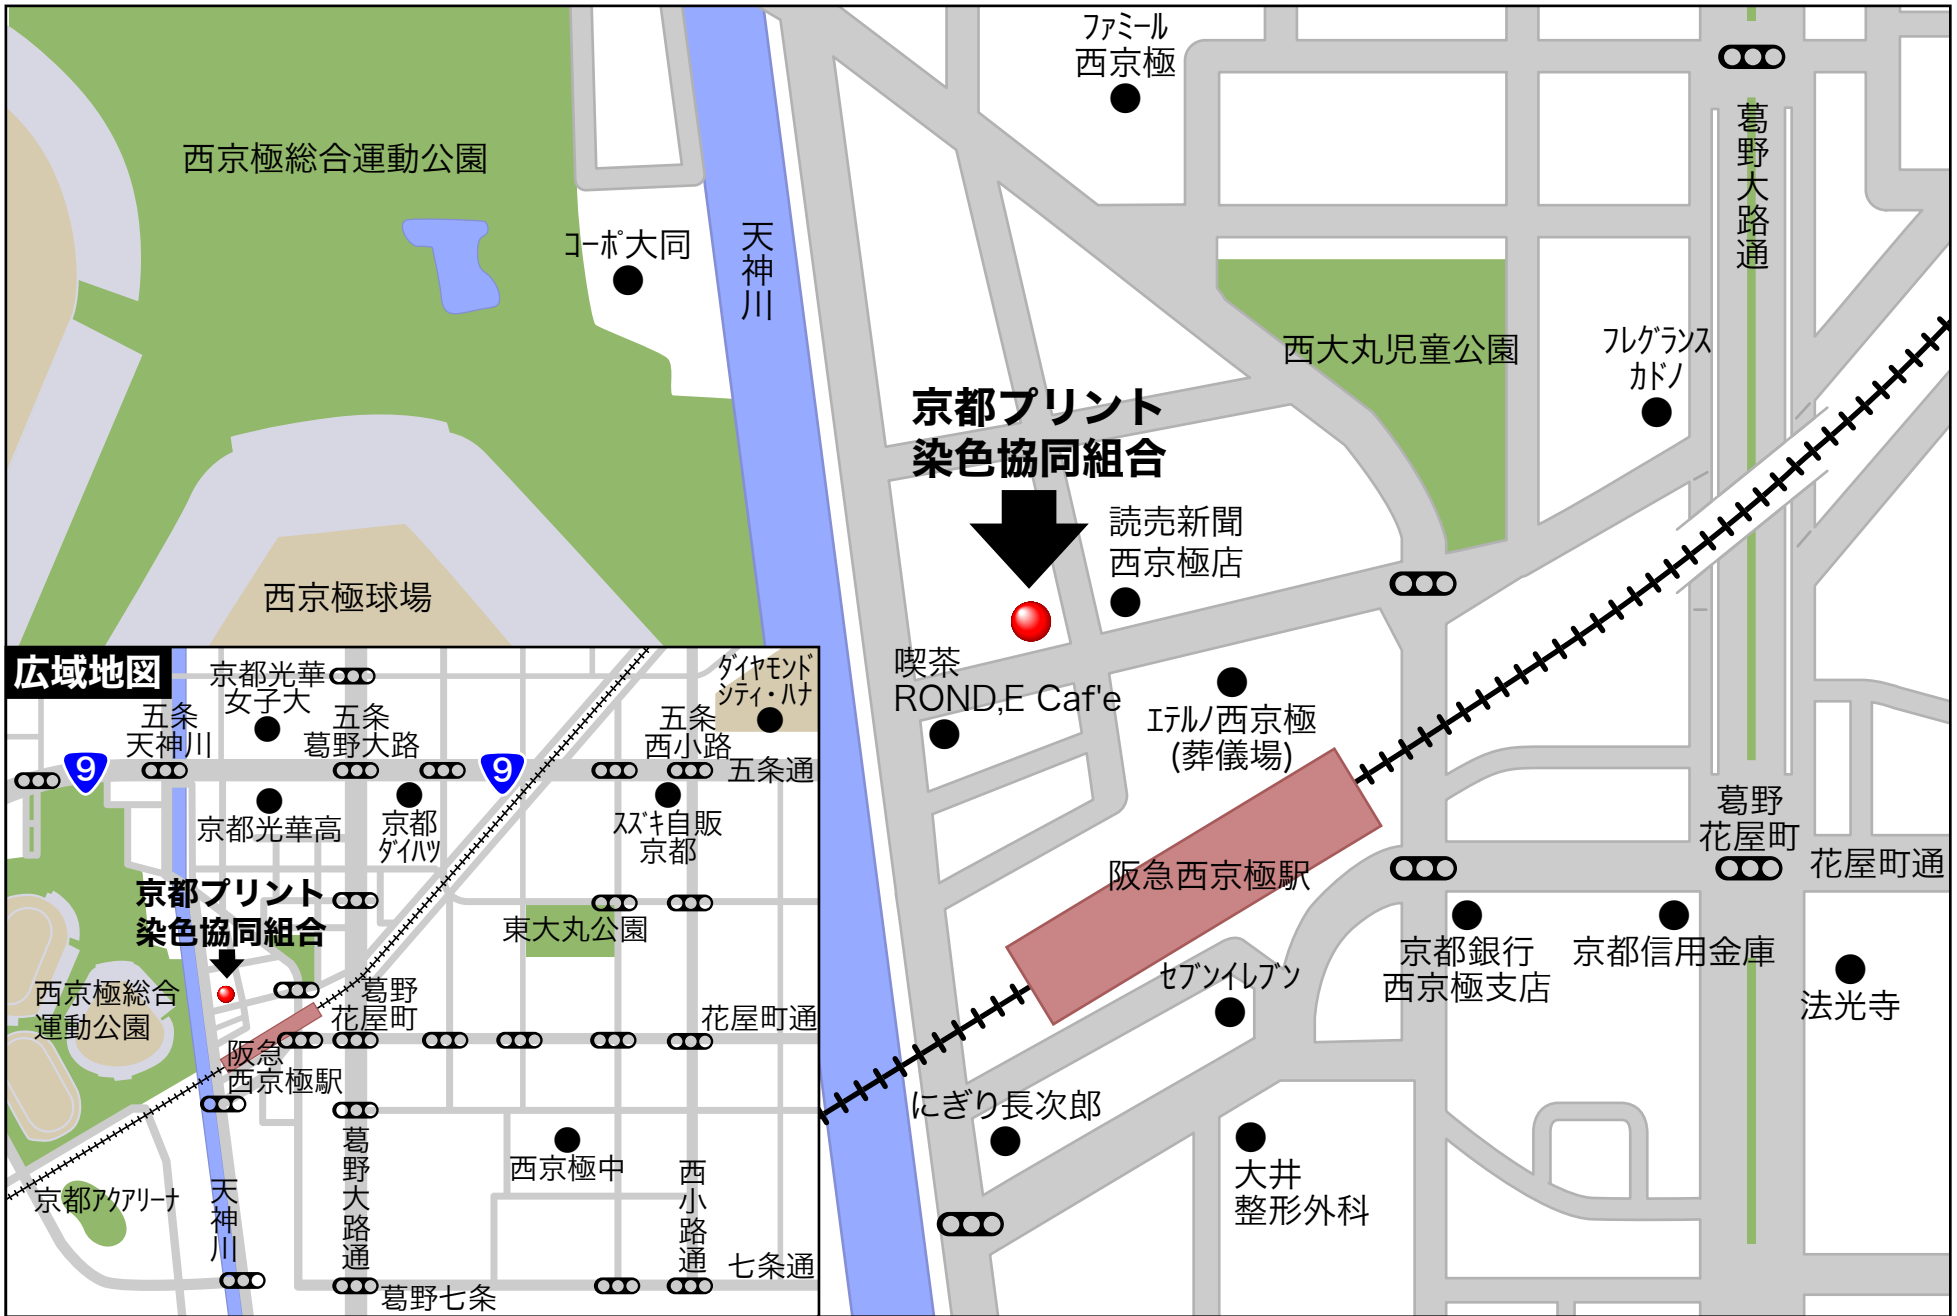 ファミール
西京極
西京極総合運動公園
コーポ大同
天神川
葛野大路通
西大丸児童公園
フレグランス
カドノ
京都プリント
染色協同組合
読売新聞
西京極店
西京極球場
喫茶
ROND,E Caf'e
エテルノ西京極
(葬儀場)
阪急西京極駅
葛野
花屋町
花屋町通
京都銀行
西京極支店
京都信用金庫
法光寺
セブンイレブン
にぎり長次郎
大井
整形外科
広域地図
京都光華
女子大
ダイヤモンド
シティ・ハナ
五条
天神川
五条
葛野大路
五条
西小路
9
9
五条通
京都光華高
京都
ダイハツ
スズキ自販
京都
京都プリント
染色協同組合
東大丸公園
西京極総合
運動公園
葛野
花屋町
花屋町通
阪急
西京極駅
京都アクアリーナ
天神川
葛野大路通
西京極中
西小路通
七条通
葛野七条